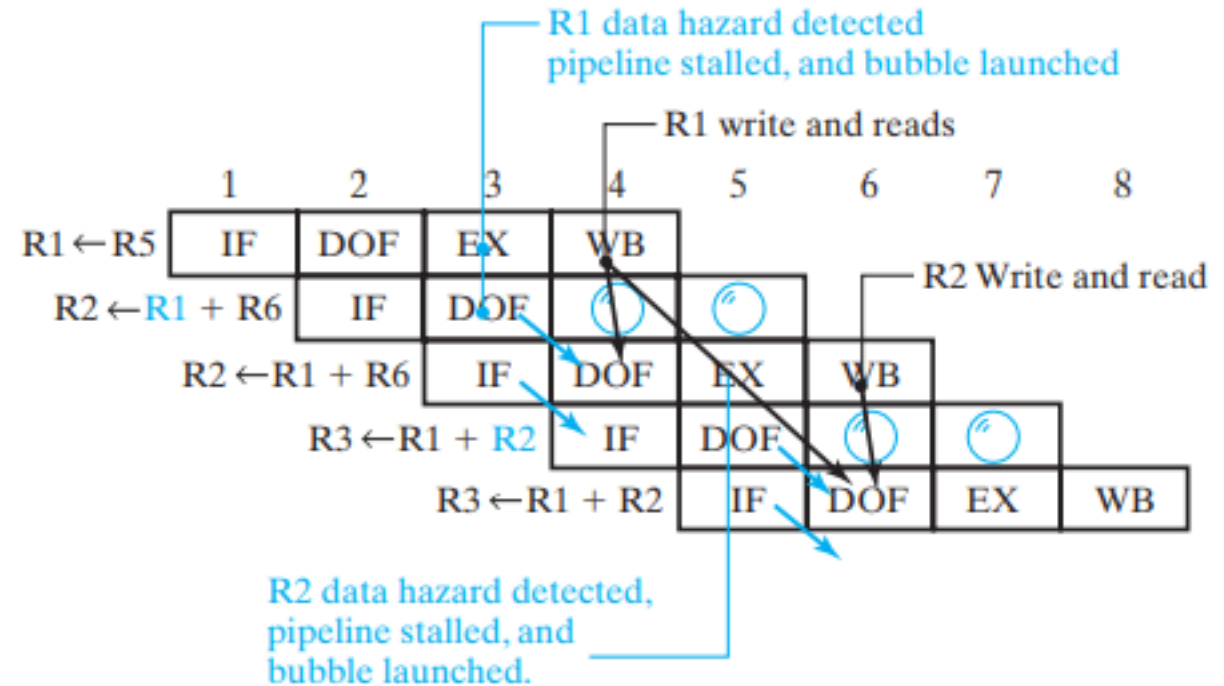 R1 data hazard detected
pipeline stalled, and bubble launched
R1 write and reads
1 2 3 4 5 6 7 8
R1 ← R5 IF DOF EX WB
R2 Write and read
R2 ← R1 + R6 IF DOF
R2 ← R1 + R6 IF DOF EX WB
R3 ← R1 + R2 IF DOF
R3 ← R1 + R2 IF DOF EX WB
R2 data hazard detected,
pipeline stalled, and
bubble launched.